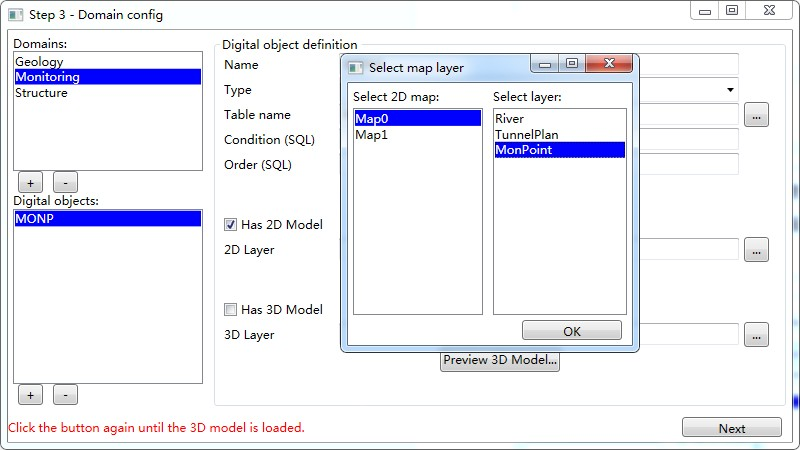 Step 3 - Domain config
Domains:
Geology
Monitoring
Structure
+ -
Digital objects:
MONP
+ -
Click the button again until the 3D model is loaded.
Digital object definition
Name
Type
Table name
...
Condition (SQL)
Order (SQL)
Has 2D Model
2D Layer
...
Has 3D Model
3D Layer
...
Preview 3D Model...
Next
Select map layer
Select 2D map:
Map0
Map1
Select layer:
River
TunnelPlan
MonPoint
OK